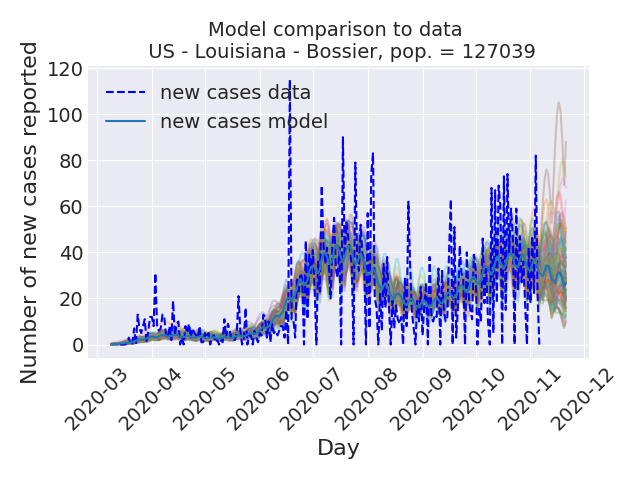 Model comparison to data
US - Louisiana - Bossier, pop. = 127039
Number of new cases reported
120
100
80
60
40
20
0
new cases data
new cases model
2020-03
2020-04
2020-05
2020-06
2020-07
2020-08
2020-09
2020-10
2020-11
2020-12
Day